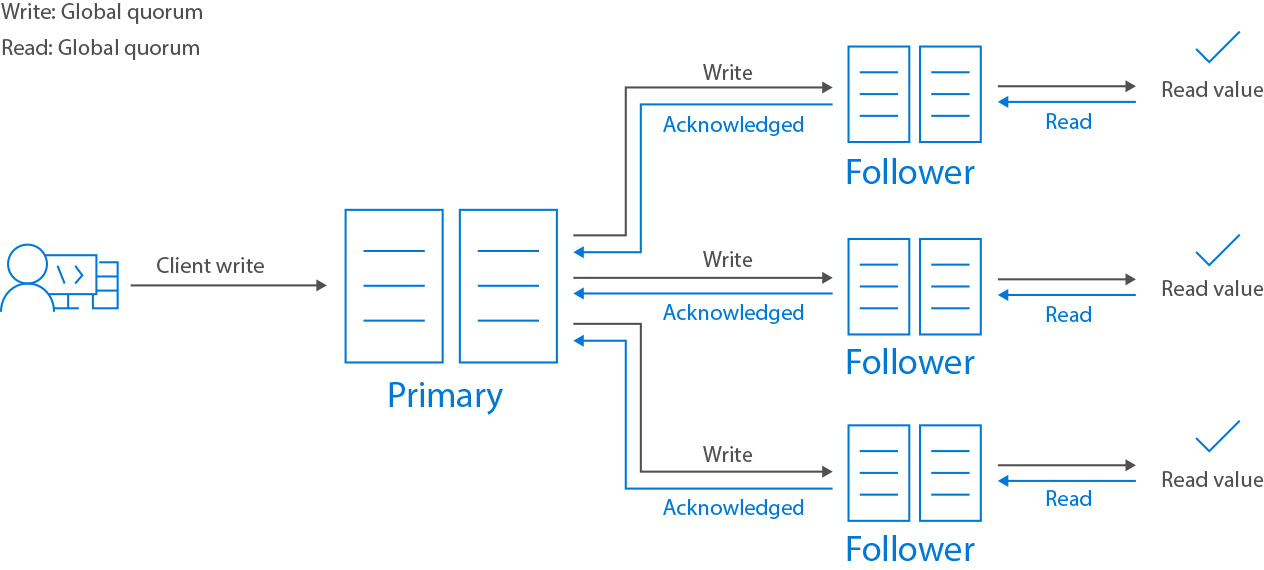 Write: Global quorum
Read: Global quorum
Client write
Primary
Write
Acknowledged
Follower
Read
Read value
Write
Acknowledged
Follower
Read
Read value
Write
Acknowledged
Follower
Read
Read value